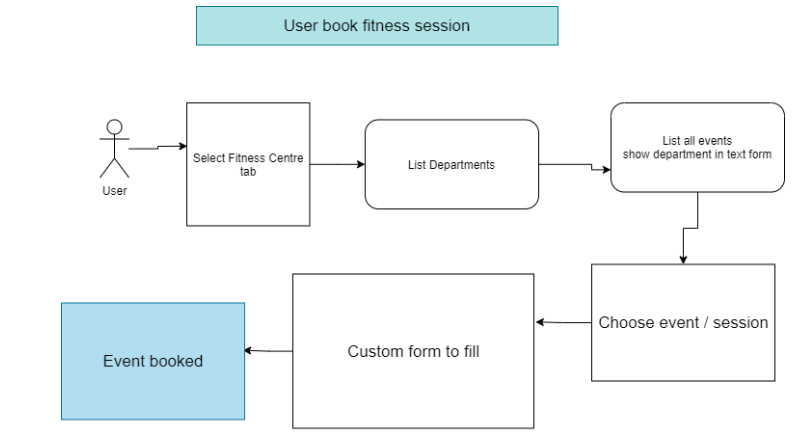 User book fitness session
User
Select Fitness Centre
tab
List Departments
List all events
show department in text form
Choose event / session
Custom form to fill
Event booked